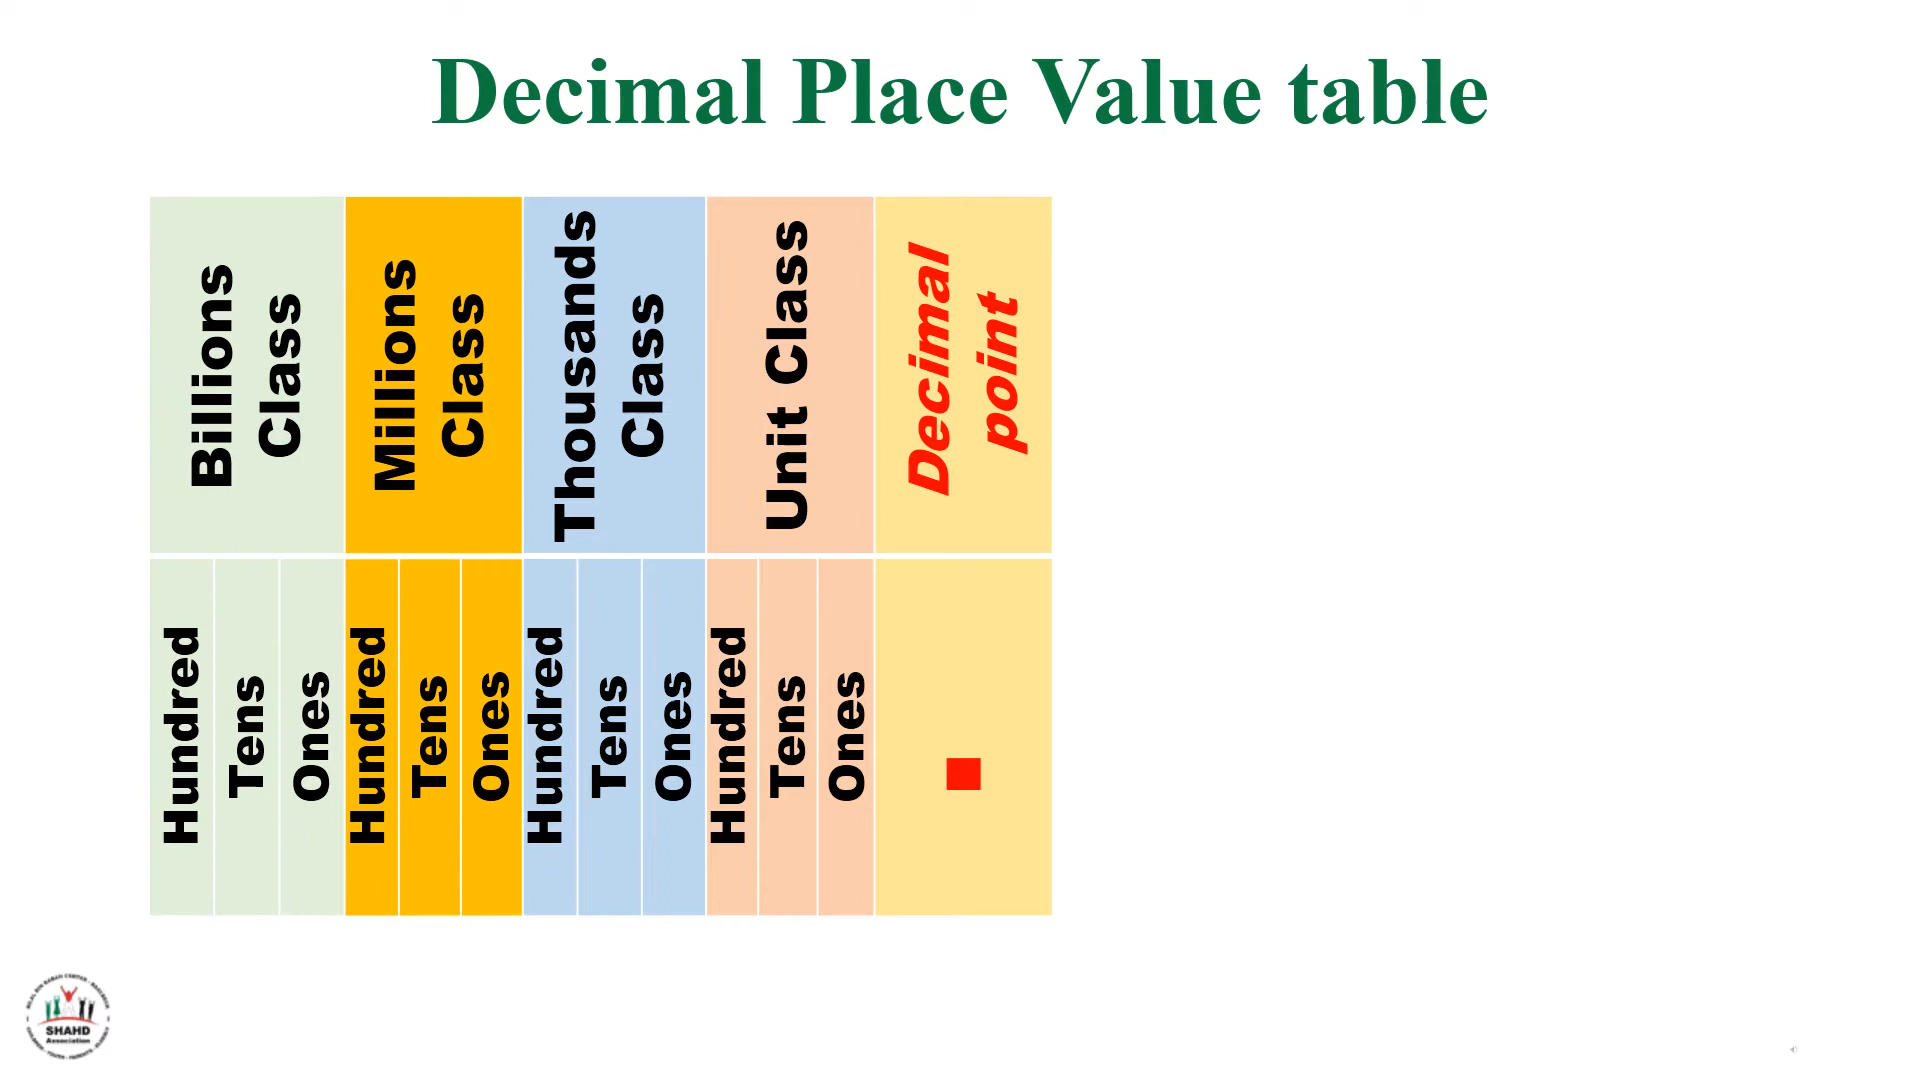 Decimal Place Value table
Billions
Class
Millions
Class
Thousands
Class
Unit Class
Decimal
point
Hundred
Tens
Ones
Hundred
Tens
Ones
Hundred
Tens
Ones
Hundred
Tens
Ones
.
SHAHD
Association